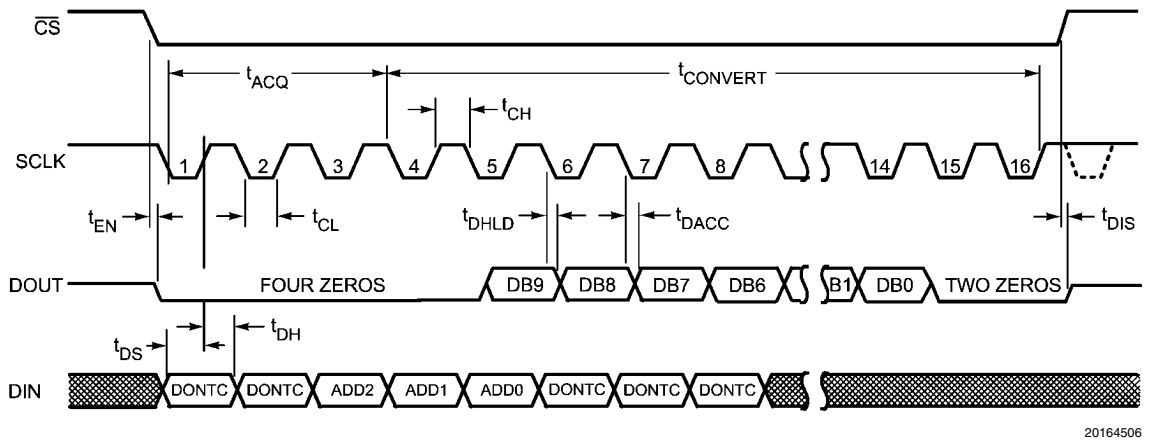 CS
tACQ
tCONVERT
tCH
SCLK
1 2 3 4 5 6 7 8 14 15 16
tEN
tCL
tDHLD
tDACC
tDIS
DOUT
FOUR ZEROS
DB9 DB8 DB7 DB6 B1 DB0
TWO ZEROS
tDS
tDH
DIN
DONTC DONTC ADD2 ADD1 ADD0 DONTC DONTC DONTC
20164506